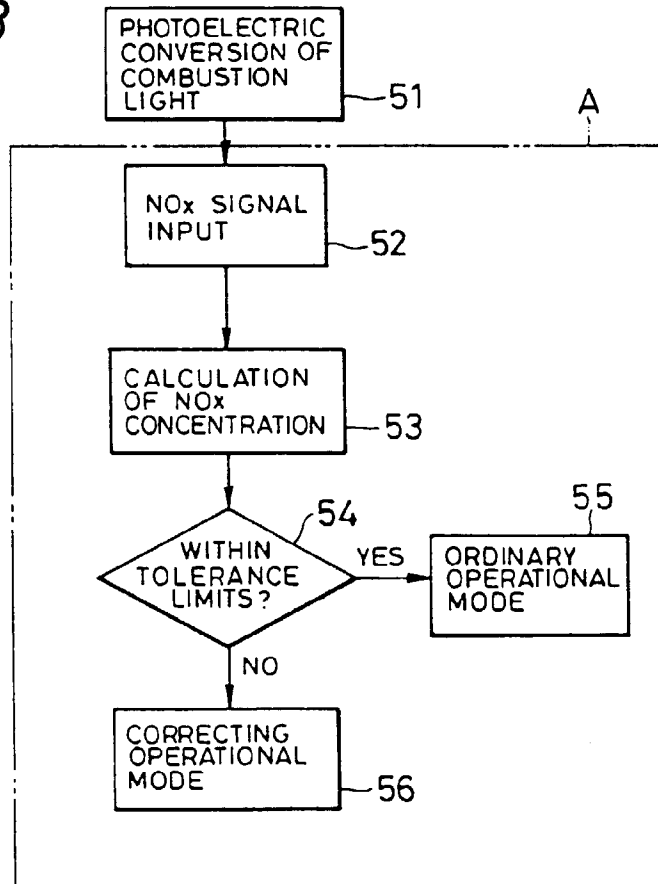 PHOTOELECTRIC
CONVERSION OF
COMBUSTION
LIGHT
51
A
NOx SIGNAL
INPUT
52
CALCULATION
OF NOx
CONCENTRATION
53
54
WITHIN
TOLERANCE
LIMITS?
YES
55
ORDINARY
OPERATIONAL
MODE
NO
CORRECTING
OPERATIONAL
MODE
56